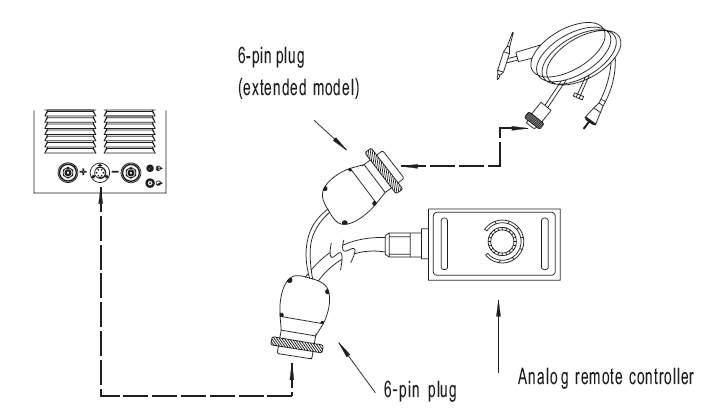 6-pin plug
(extended model)
+
−
6-pin plug
Analog remote controller